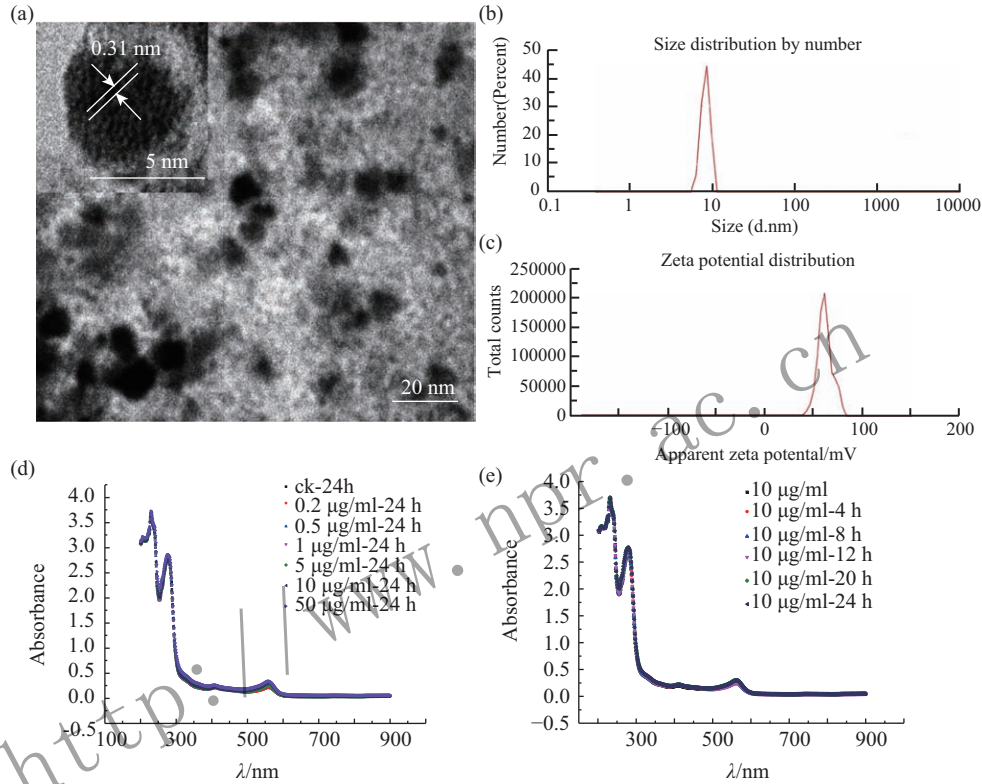 (a)
0.31 nm
5 nm
20 nm
(b)
Size distribution by number
Number(Percent)
50
40
30
20
10
0
0.1 1 10 100 1000 10000
Size (d.nm)
(c)
Zeta potential distribution
Total counts
250000
200000
150000
100000
50000
0
−100 0 100 200
Apparent zeta potental/mV
(d)
Absorbance
4.0
3.5
3.0
2.5
2.0
1.5
1.0
0.5
0.0
-0.5
100 300 500 700 900
λ/nm
ck-24h
0.2 μg/ml-24 h
0.5 μg/ml-24 h
1 μg/ml-24 h
5 μg/ml-24 h
10 μg/ml-24 h
50 μg/ml-24 h
(e)
Absorbance
4.0
3.5
3.0
2.5
2.0
1.5
1.0
0.5
0.0
−0.5
300 500 700 900
λ/nm
10 μg/ml
10 μg/ml-4 h
10 μg/ml-8 h
10 μg/ml-12 h
10 μg/ml-20 h
10 μg/ml-24 h
http://www.npr.ac.cn